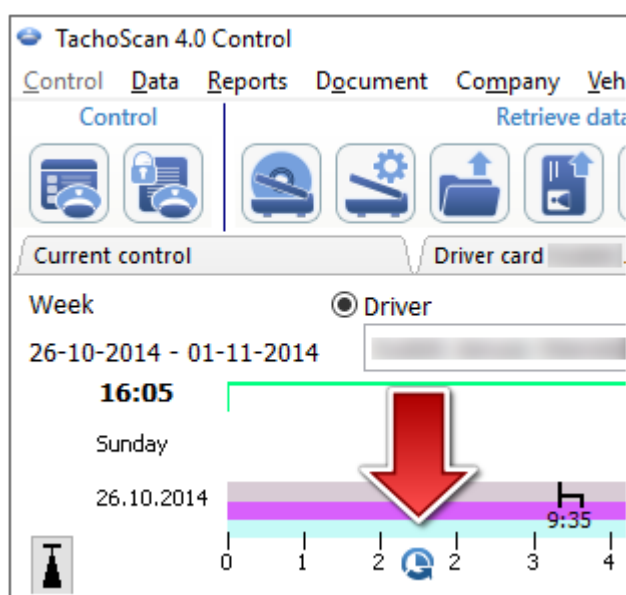 TachoScan 4.0 Control
Control Data Reports Document Company Veh
Control Retrieve data
Current control Driver card
Week Driver
26-10-2014 - 01-11-2014
16:05
Sunday
26.10.2014
9:35
0 1 2 2 3 4